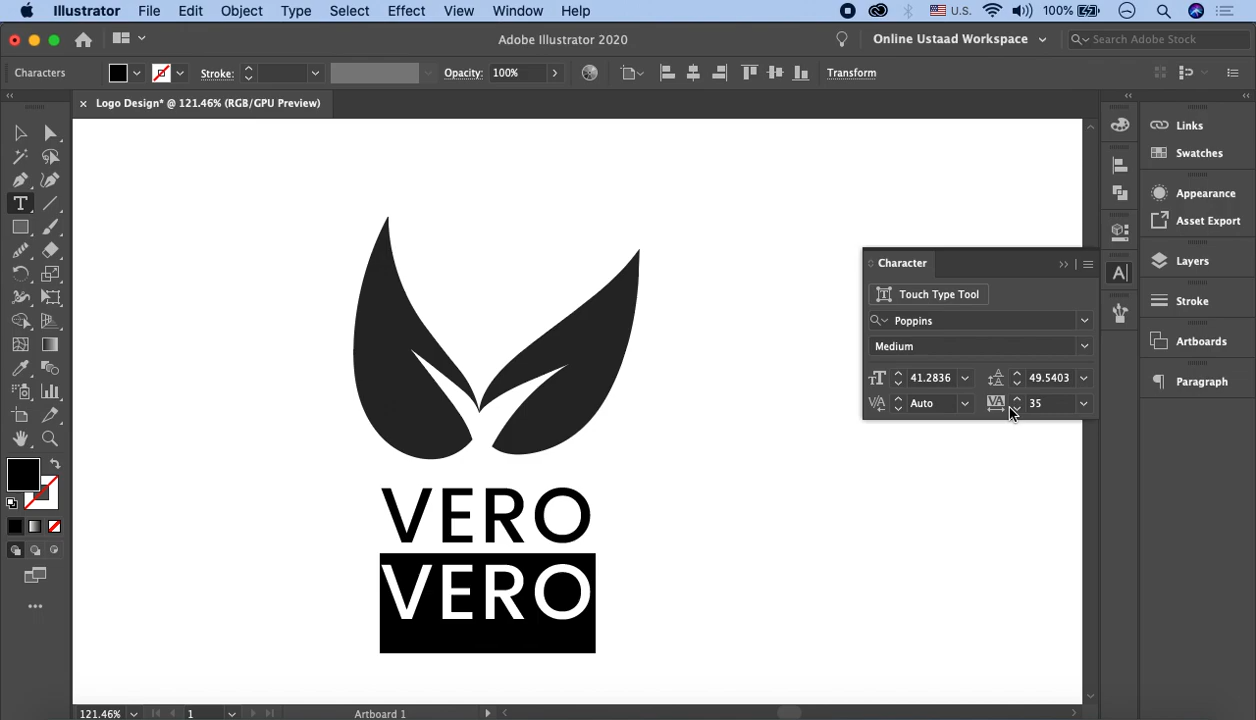 Illustrator File Edit Object Type Select Effect View Window Help U.S. 100%
Adobe Illustrator 2020 Online Ustaad Workspace Search Adobe Stock
Characters Stroke: Opacity: 100% Transform
Logo Design* @ 121.46% (RGB/GPU Preview)
Links
Swatches
Appearance
Asset Export
Layers
Stroke
Artboards
Paragraph
Character
Touch Type Tool
Poppins
Medium
41.2836 49.5403
Auto 35
VERO
VERO
121.46% 1 Artboard 1